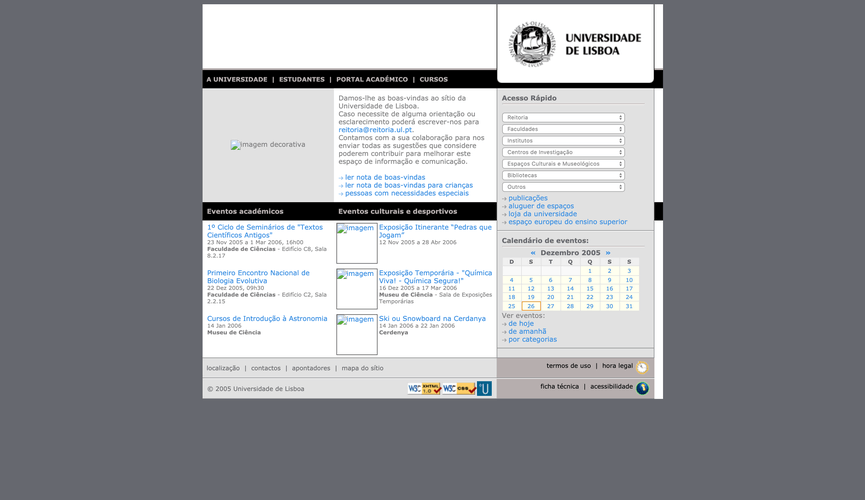 UNIVERSIDADE
DE LISBOA
A UNIVERSIDADE | ESTUDANTES | PORTAL ACADÉMICO | CURSOS
imagem decorativa
Damos-lhe as boas-vindas ao sítio da
Universidade de Lisboa.
Caso necessite de alguma orientação ou
esclarecimento poderá escrever-nos para
reitoria@reitoria.ul.pt.
Contamos com a sua colaboração para nos
enviar todas as sugestões que considere
poderem contribuir para melhorar este
espaço de informação e comunicação.
ler nota de boas-vindas
ler nota de boas-vindas para crianças
pessoas com necessidades especiais
Acesso Rápido
Reitoria
Faculdades
Institutos
Centros de Investigação
Espaços Culturais e Museológicos
Bibliotecas
Outros
publicações
aluguer de espaços
loja da universidade
espaço europeu do ensino superior
Eventos académicos
1º Ciclo de Seminários de "Textos
Científicos Antigos"
23 Nov 2005 a 1 Mar 2006, 16h00
Faculdade de Ciências - Edifício C8, Sala
8.2.17
Primeiro Encontro Nacional de
Biologia Evolutiva
22 Dez 2005, 09h30
Faculdade de Ciências - Edifício C2, Sala
2.2.15
Cursos de Introdução à Astronomia
14 Jan 2006
Museu de Ciência
Eventos culturais e desportivos
imagem
Exposição Itinerante "Pedras que
Jogam"
12 Nov 2005 a 28 Abr 2006
imagem
Exposição Temporária - "Química
Viva! - Química Segura!"
16 Dez 2005 a 17 Mar 2006
Museu de Ciência - Sala de Exposições
Temporárias
imagem
Ski ou Snowboard na Cerdanya
14 Jan 2006 a 22 Jan 2006
Cerdenya
Calendário de eventos:
« Dezembro 2005 »
D S T Q Q S S
1 2 3
4 5 6 7 8 9 10
11 12 13 14 15 16 17
18 19 20 21 22 23 24
25 26 27 28 29 30 31
Ver eventos:
de hoje
de amanhã
por categorias
localização | contactos | apontadores | mapa do sítio
termos de uso | hora legal
© 2005 Universidade de Lisboa
W3C XHTML 1.0 W3C CSS U
ficha técnica | acessibilidade